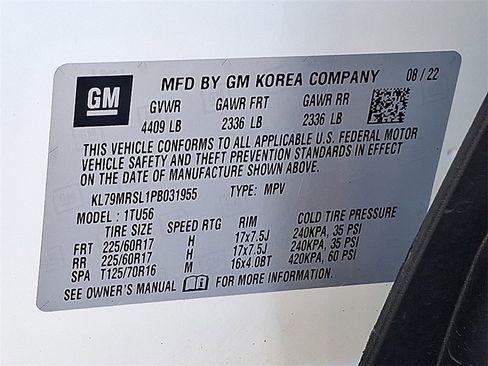 GM
MFD BY GM KOREA COMPANY 08 / 22
GVWR GAWR FRT GAWR RR
4409 LB 2336 LB 2336 LB
THIS VEHICLE CONFORMS TO ALL APPLICABLE U.S. FEDERAL MOTOR
VEHICLE SAFETY AND THEFT PREVENTION STANDARDS IN EFFECT
ON THE DATE OF MANUFACTURE SHOWN ABOVE.
KL79MRSL1PB031955 TYPE: MPV
MODEL : 1TU56
TIRE SIZE SPEED RTG RIM COLD TIRE PRESSURE
FRT 225/60R17 H 17x7.5J 240KPA, 35 PSI
RR 225/60R17 H 17x7.5J 240KPA, 35 PSI
SPA T125/70R16 M 16x4.0BT 420KPA, 60 PSI
SEE OWNER'S MANUAL FOR MORE INFORMATION.